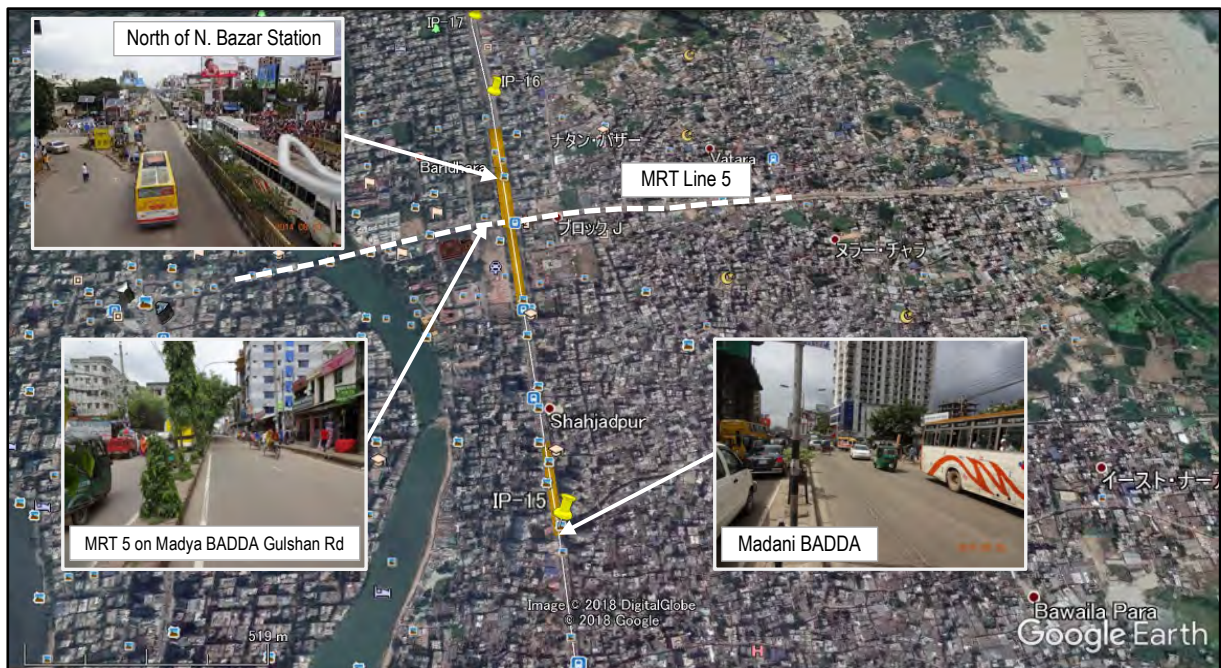 IP-17
North of N. Bazar Station
IP-16
ナタン・バザー
Baridhara
Vatara
MRT Line 5
ブロック J
ヌラー・チャラ
Shahjadpur
IP-15
イースト・ナーア
MRT 5 on Madya BADDA Gulshan Rd
Madani BADDA
Image © 2018 DigitalGlobe
© 2018 Google
519 m
Bawaila Para
Google Earth